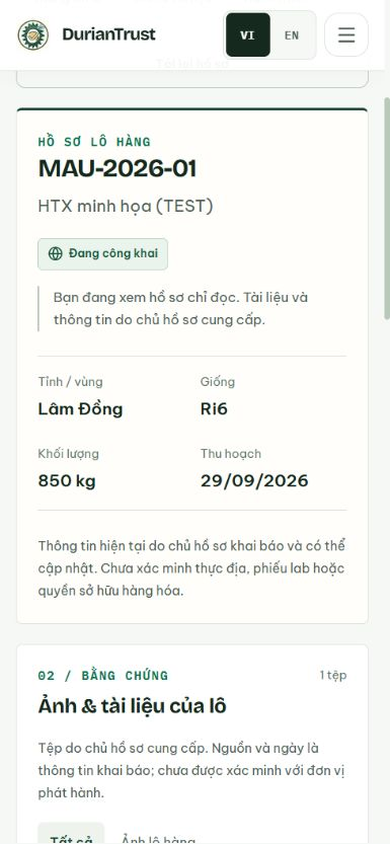 DurianTrust
VI
EN
HỒ SƠ LÔ HÀNG
MAU-2026-01
HTX minh họa (TEST)
Đang công khai
Bạn đang xem hồ sơ chỉ đọc. Tài liệu và
thông tin do chủ hồ sơ cung cấp.
Tỉnh / vùng
Giống
Lâm Đồng
Ri6
Khối lượng
Thu hoạch
850 kg
29/09/2026
Thông tin hiện tại do chủ hồ sơ khai báo và có thể
cập nhật. Chưa xác minh thực địa, phiếu lab hoặc
quyền sở hữu hàng hóa.
02 / BẰNG CHỨNG
1 tệp
Ảnh & tài liệu của lô
Tệp do chủ hồ sơ cung cấp. Nguồn và ngày là
thông tin khai báo; chưa được xác minh với đơn vị
phát hành.
Tất cả
Ảnh lô hàng